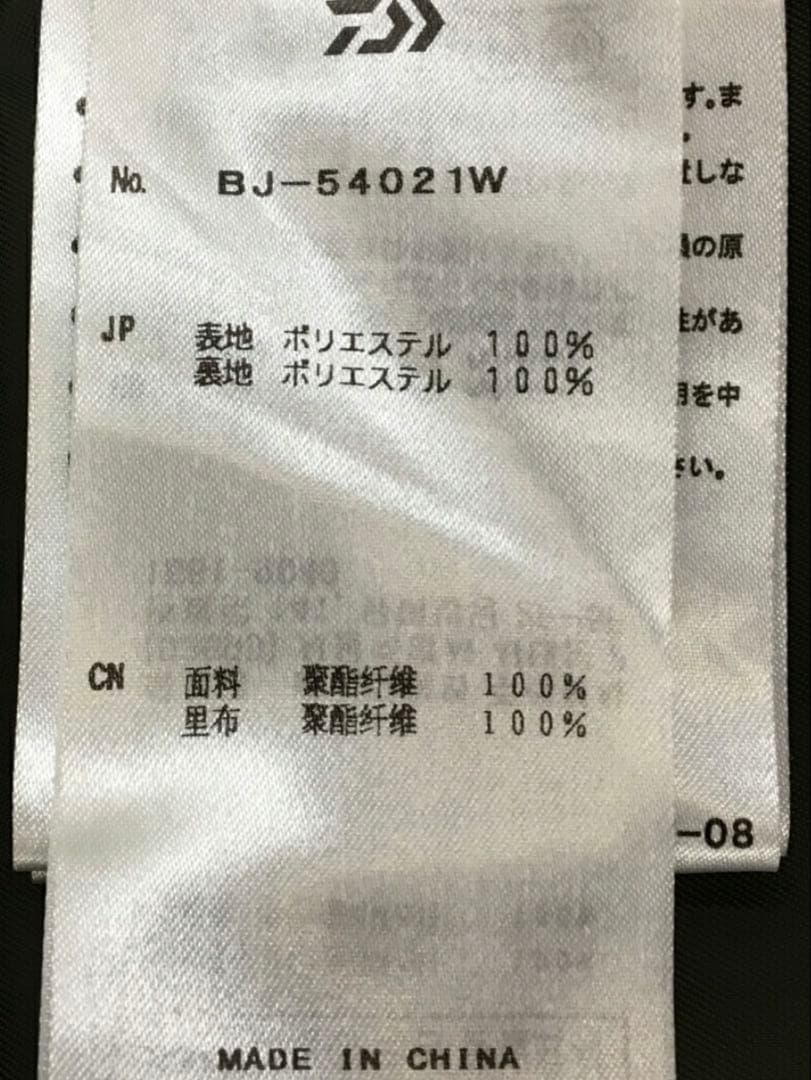 No. BJ-54021W
JP 表地 ポリエステル 100%
裏地 ポリエステル 100%
CN 面料 聚酯纤维 100%
里布 聚酯纤维 100%
MADE IN CHINA
す。ま
しな
の原
があ
を中
さい。
-08